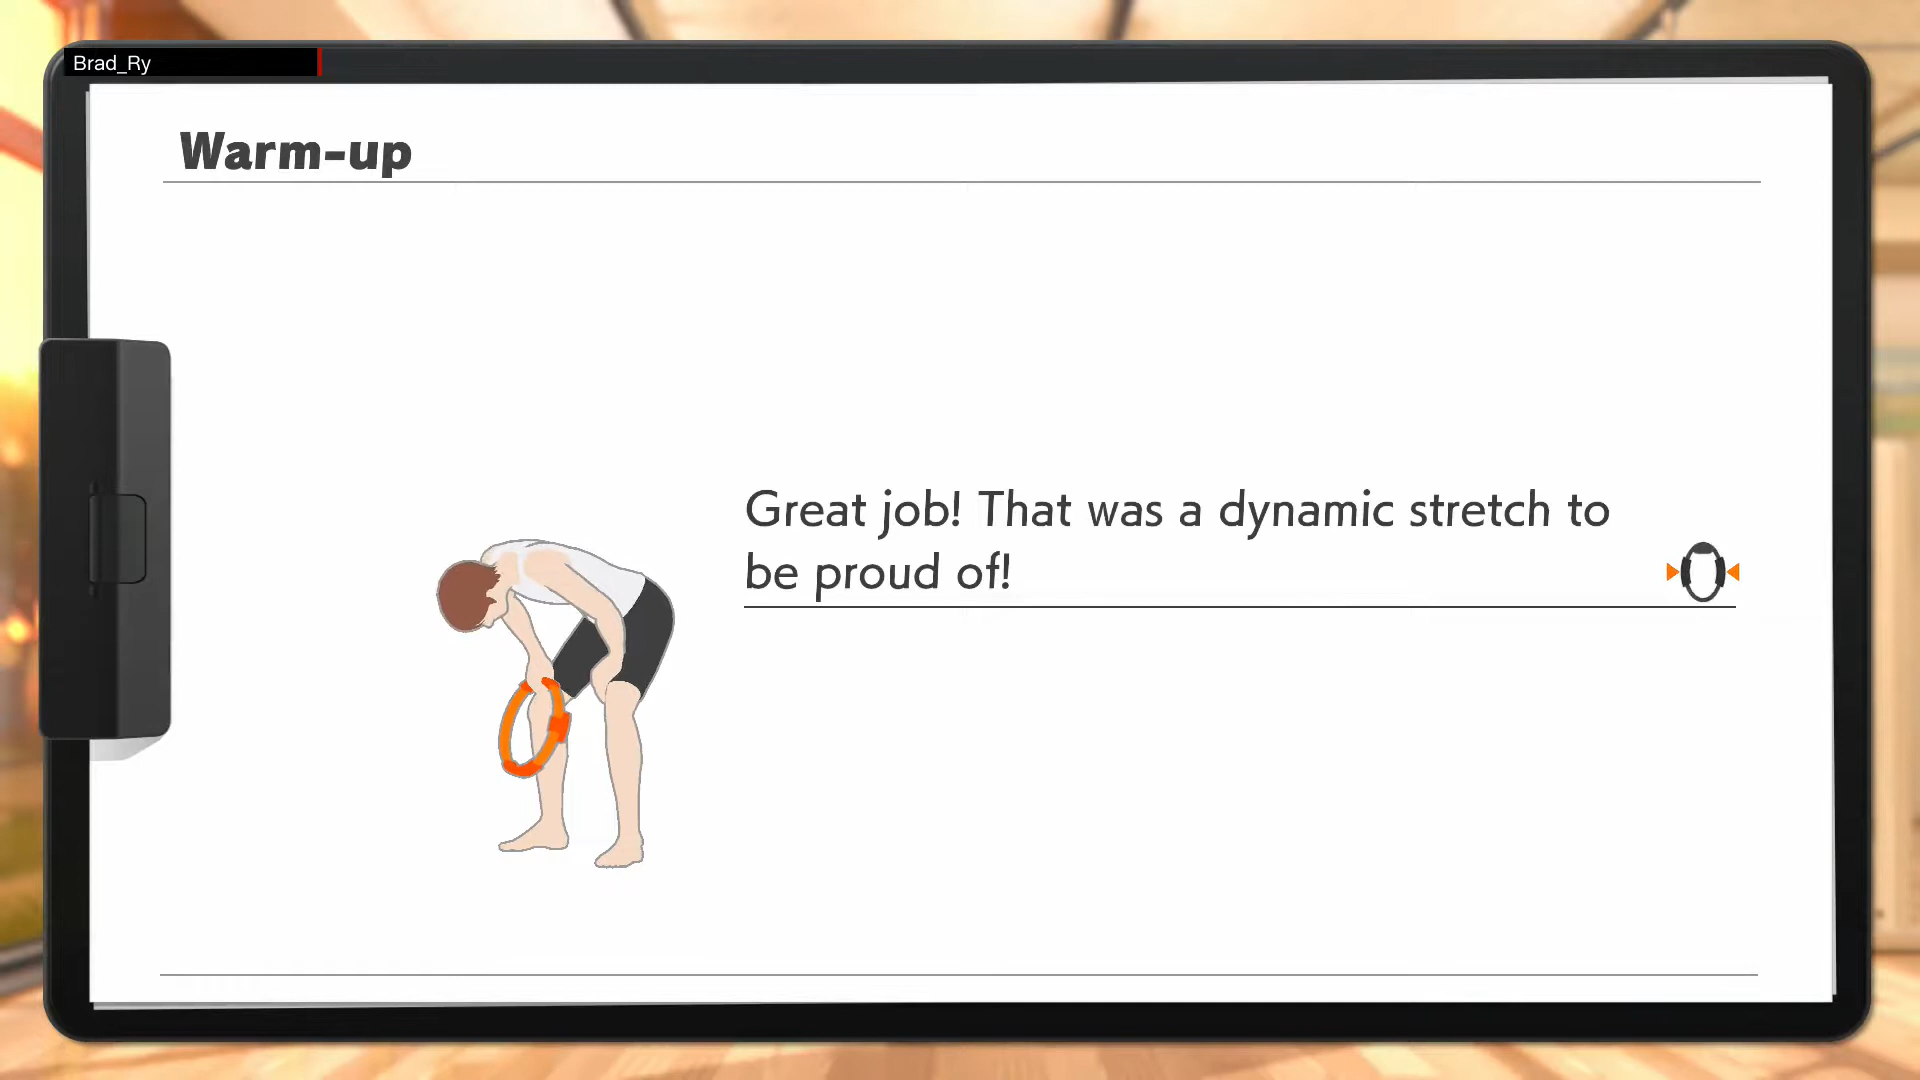 Brad_Ry
Warm-up
Great job! That was a dynamic stretch to
be proud of!